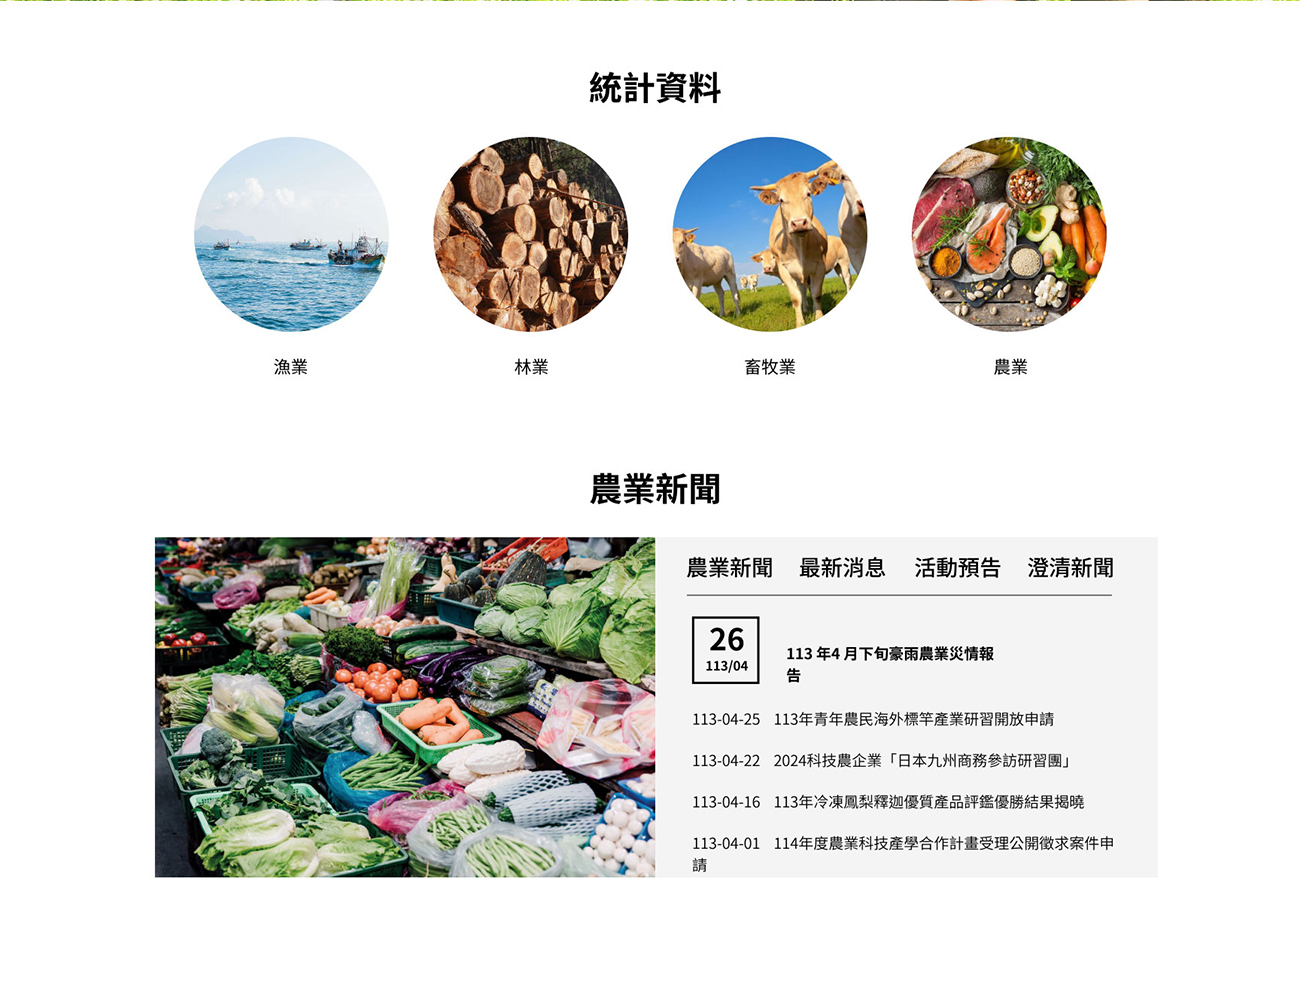 統計資料
漁業
林業
畜牧業
農業
農業新聞
農業新聞 最新消息 活動預告 澄清新聞
26
113/04
113 年4 月下旬豪雨農業災情報
告
113-04-25 113年青年農民海外標竿產業研習開放申請
113-04-22 2024科技農企業「日本九州商務參訪研習團」
113-04-16 113年冷凍鳳梨釋迦優質產品評鑑優勝結果揭曉
113-04-01 114年度農業科技產學合作計畫受理公開徵求案件申
請